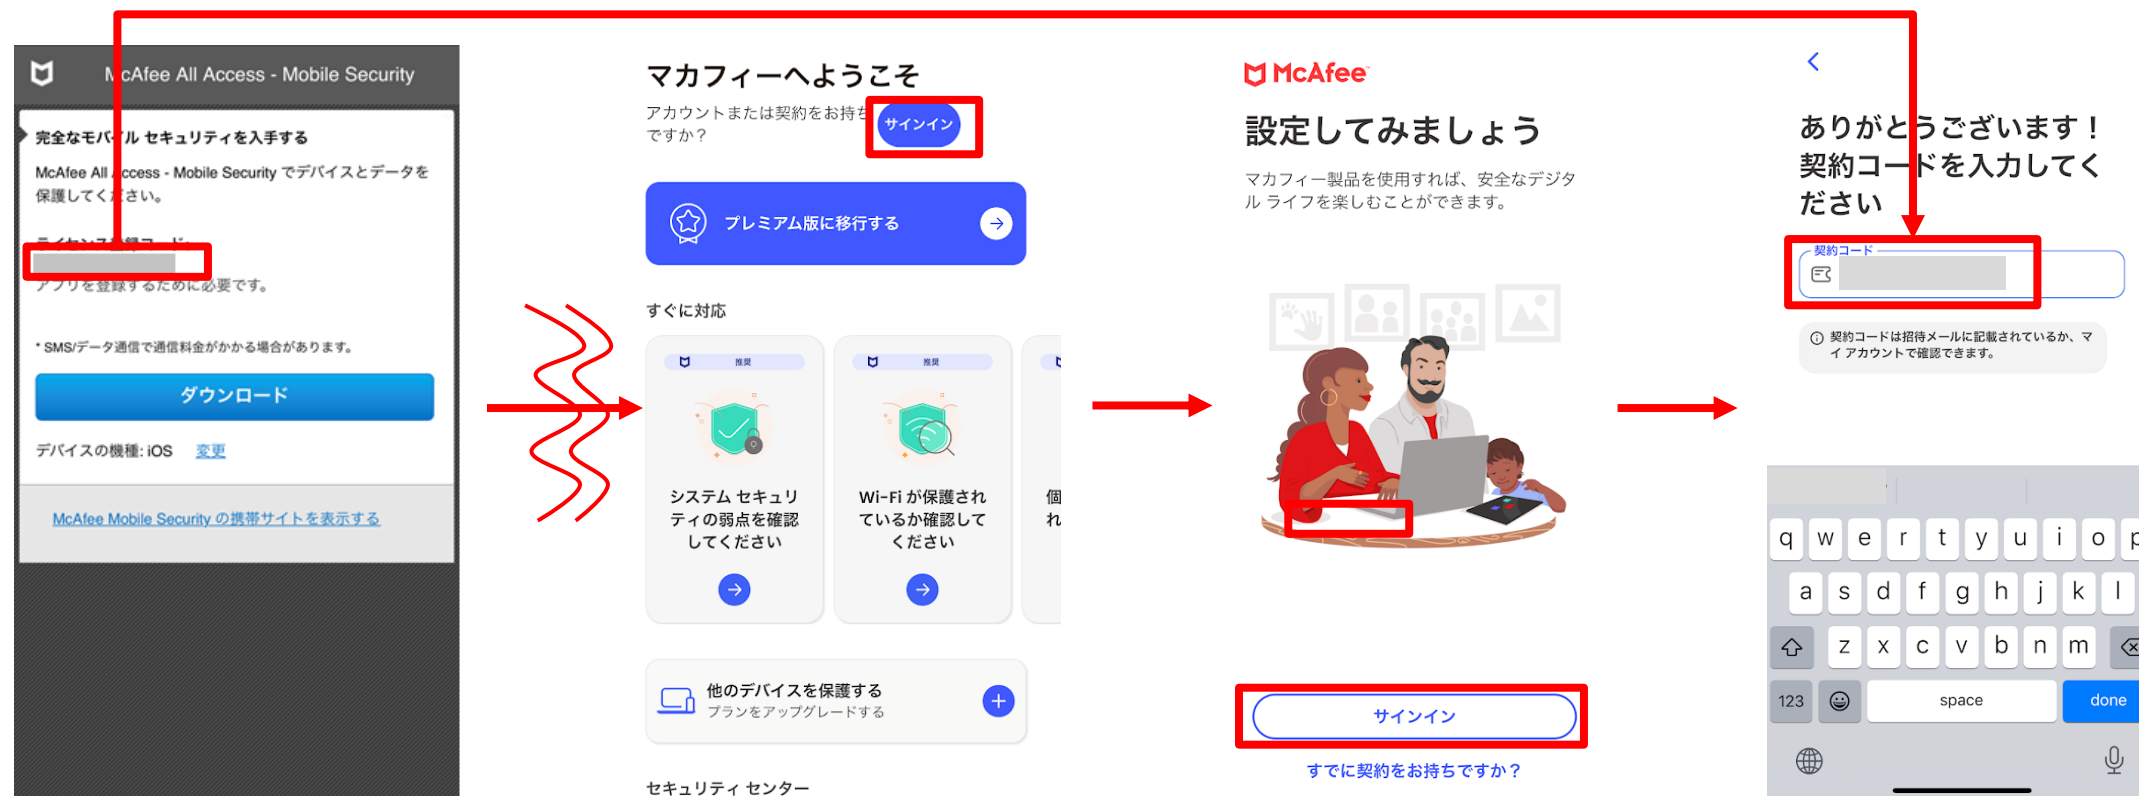 McAfee All Access - Mobile Security
完全なモバイル セキュリティを入手する
McAfee All Access - Mobile Security でデバイスとデータを
保護してください。
ライセンス登録コード:
アプリを登録するために必要です。
* SMS/データ通信で通信料金がかかる場合があります。
ダウンロード
デバイスの機種: iOS 変更
McAfee Mobile Security の携帯サイトを表示する
マカフィーへようこそ
アカウントまたは契約をお持ち
ですか？
サインイン
プレミアム版に移行する
すぐに対応
推奨
システム セキュリ
ティの弱点を確認
してください
推奨
Wi-Fi が保護され
ているか確認して
ください
個
れ
他のデバイスを保護する
プランをアップグレードする
セキュリティ センター
McAfee
設定してみましょう
マカフィー製品を使用すれば、安全なデジタ
ル ライフを楽しむことができます。
サインイン
すでに契約をお持ちですか？
ありがとうございます！
契約コードを入力してく
ださい
契約コード
契約コードは招待メールに記載されているか、マ
イ アカウントで確認できます。
q w e r t y u i o p
a s d f g h j k l
z x c v b n m
123 space done